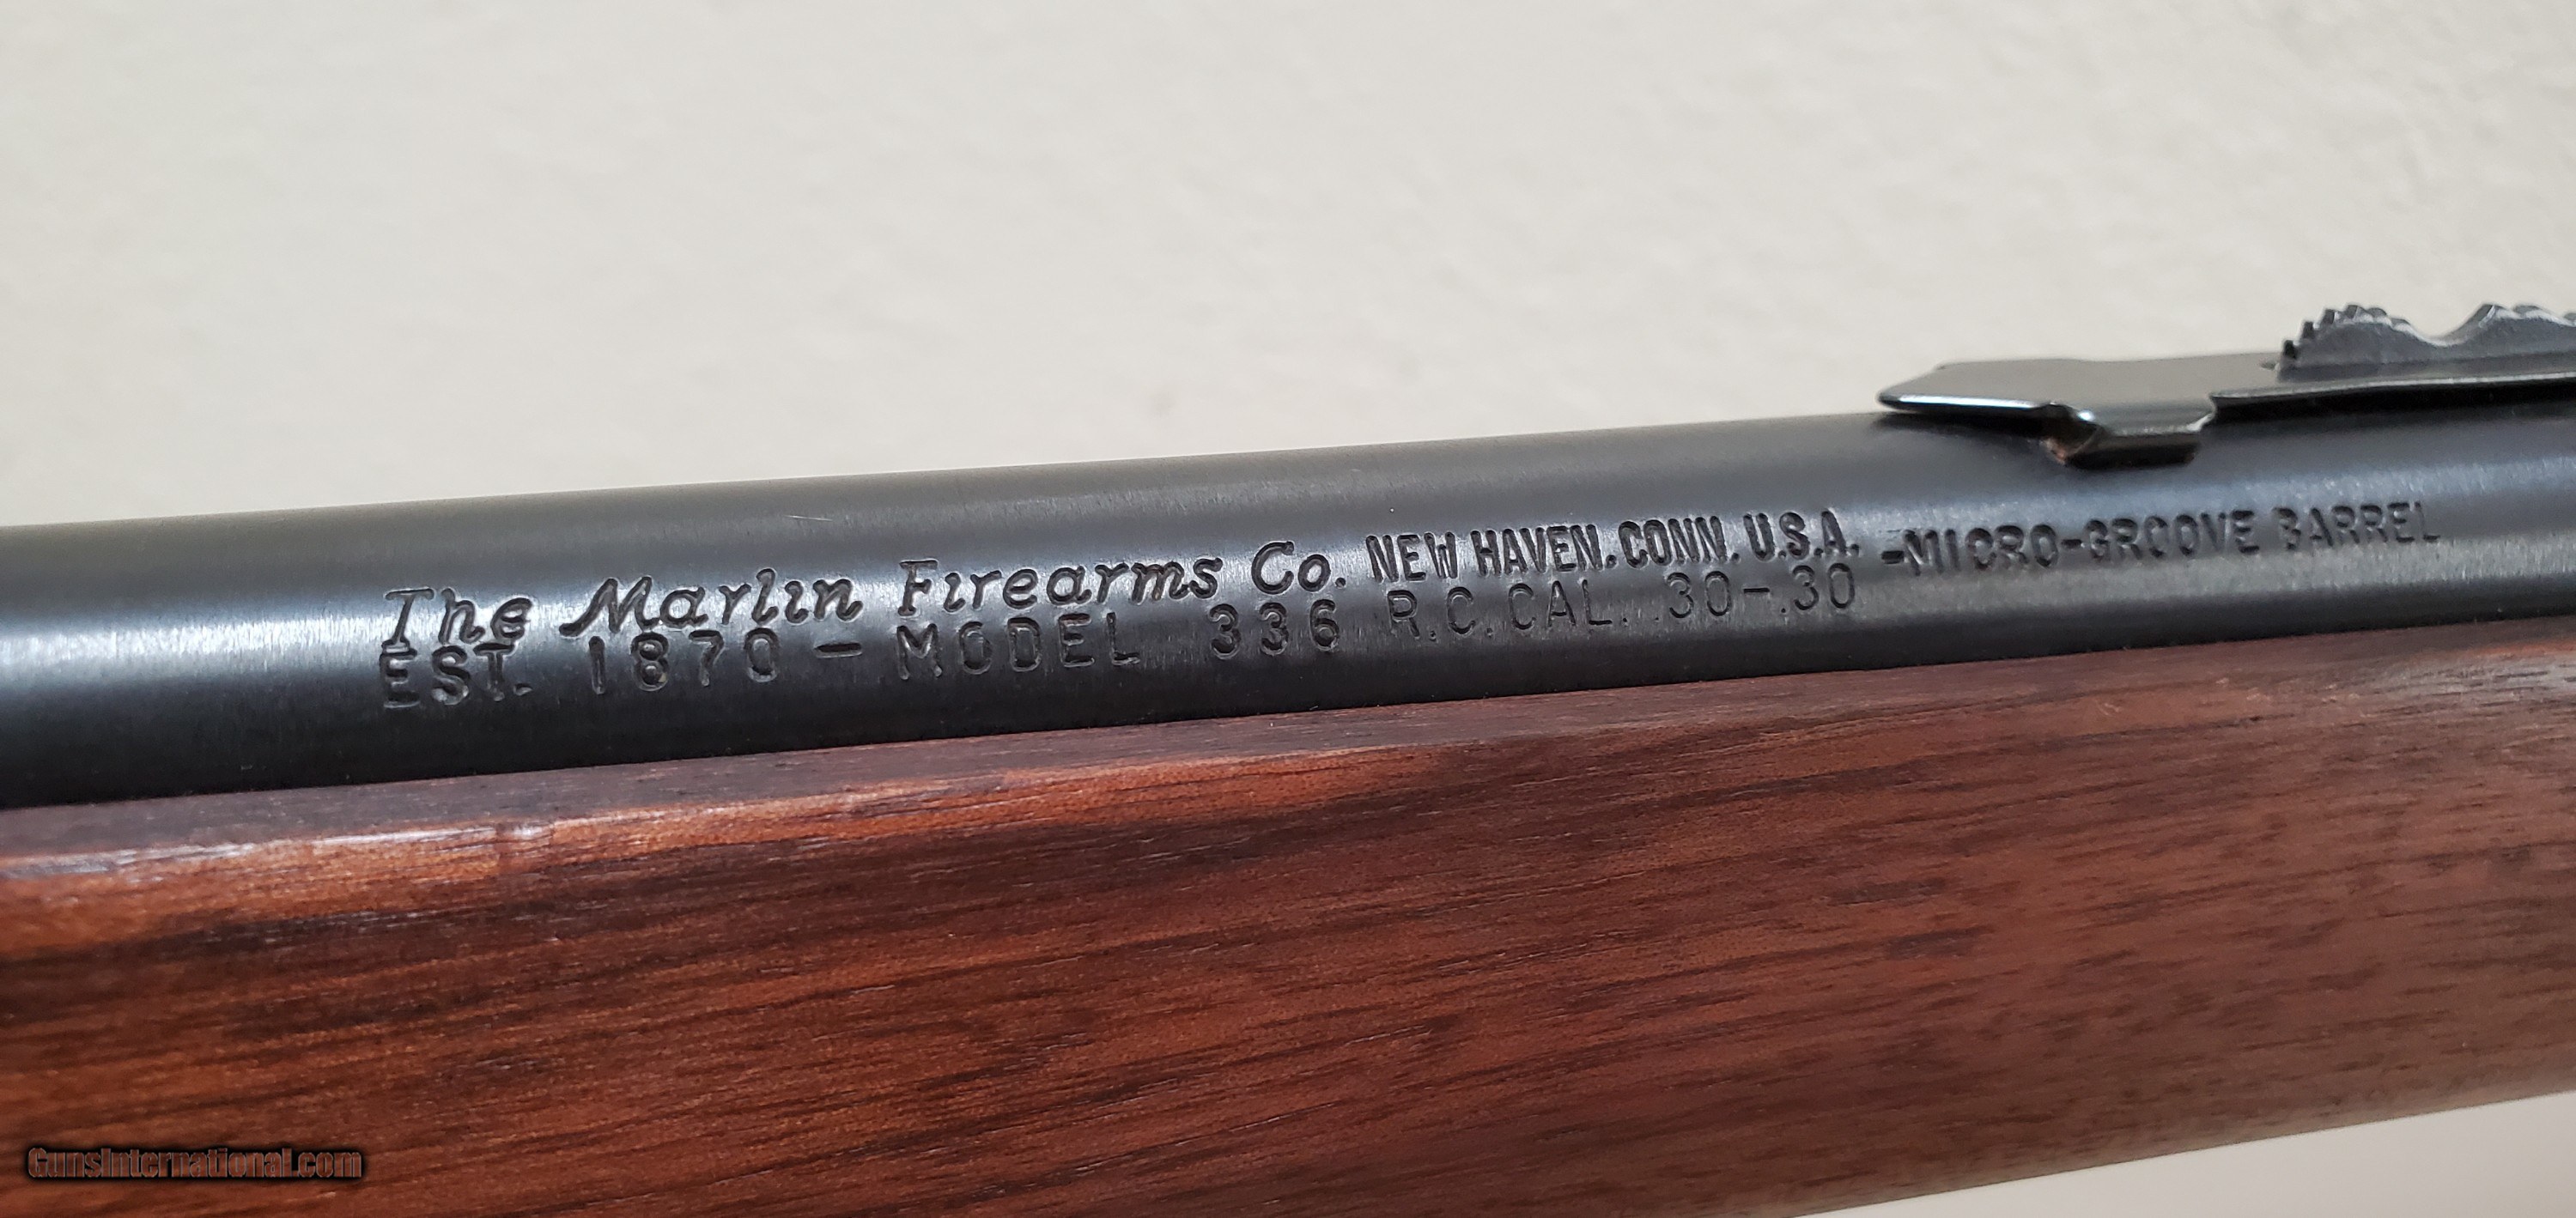 The Marlin Firearms Co. NEW HAVEN. CONN. U.S.A. -MICRO-GROOVE BARREL
EST. 1870 - MODEL 336 R.C. CAL. .30-.30
GunsInternational.com